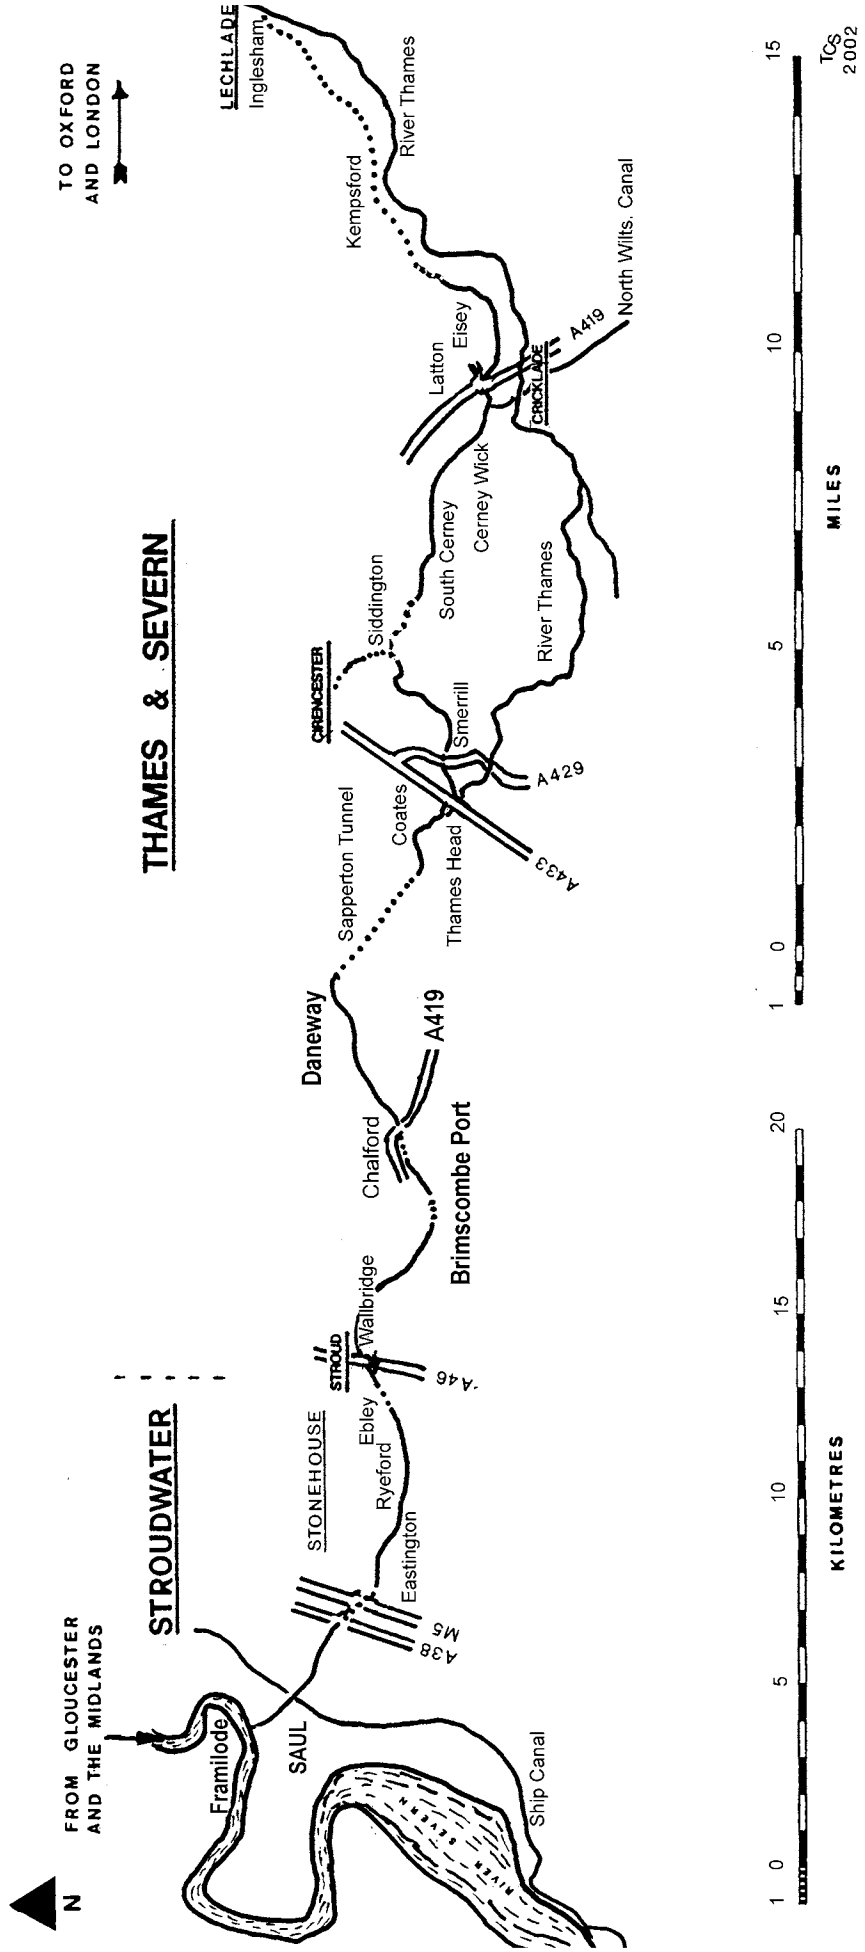 N
FROM GLOUCESTER
AND THE MIDLANDS
STROUDWATER
THAMES & SEVERN
TO OXFORD
AND LONDON
Framilode
SAUL
Ship Canal
RIVER SEVERN
A38
M5
Eastington
STONEHOUSE
Ryeford
Ebley
STROUD
A46
Wallbridge
Brimscombe Port
Chalford
A419
Daneway
Sapperton Tunnel
Coates
Thames Head
A433
A429
CIRENCESTER
Smerrill
Siddington
River Thames
South Cerney
Cerney Wick
Latton
Eisey
CRICKLADE
A419
North Wilts. Canal
Kempsford
River Thames
LECHLADE
Inglesham
1 0 5 10 15 20
KILOMETRES
1 0 5 10 15
MILES
TCS
2002